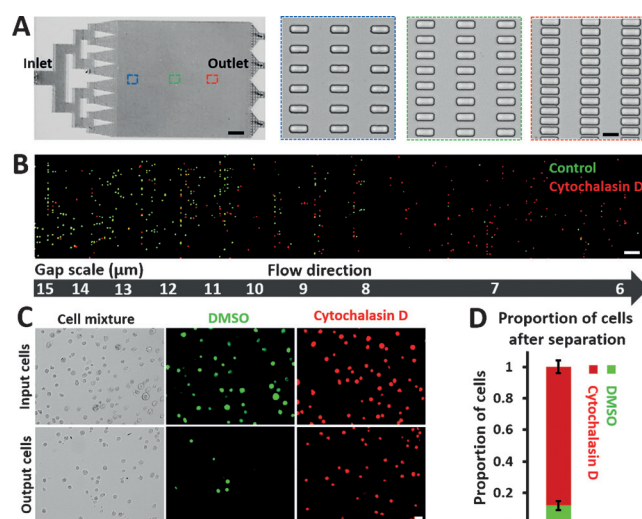 A
Inlet
Outlet
B
Control
Cytochalasin D
Gap scale (μm)
Flow direction
15 14 13 12 11 10 9 8 7 6
C
Cell mixture
DMSO
Cytochalasin D
Input cells
Output cells
D
Proportion of cells
after separation
Proportion of cells
1
0.8
0.6
0.4
0.2
Cytochalasin D
DMSO